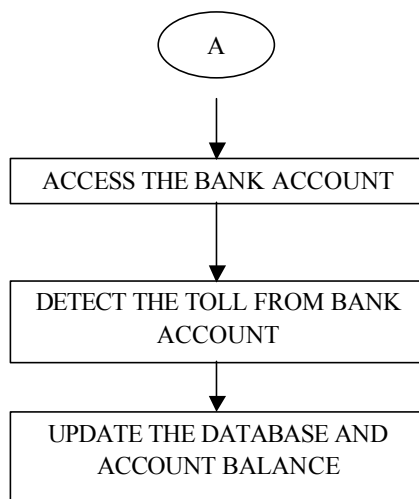 A
ACCESS THE BANK ACCOUNT
DETECT THE TOLL FROM BANK
ACCOUNT
UPDATE THE DATABASE AND
ACCOUNT BALANCE